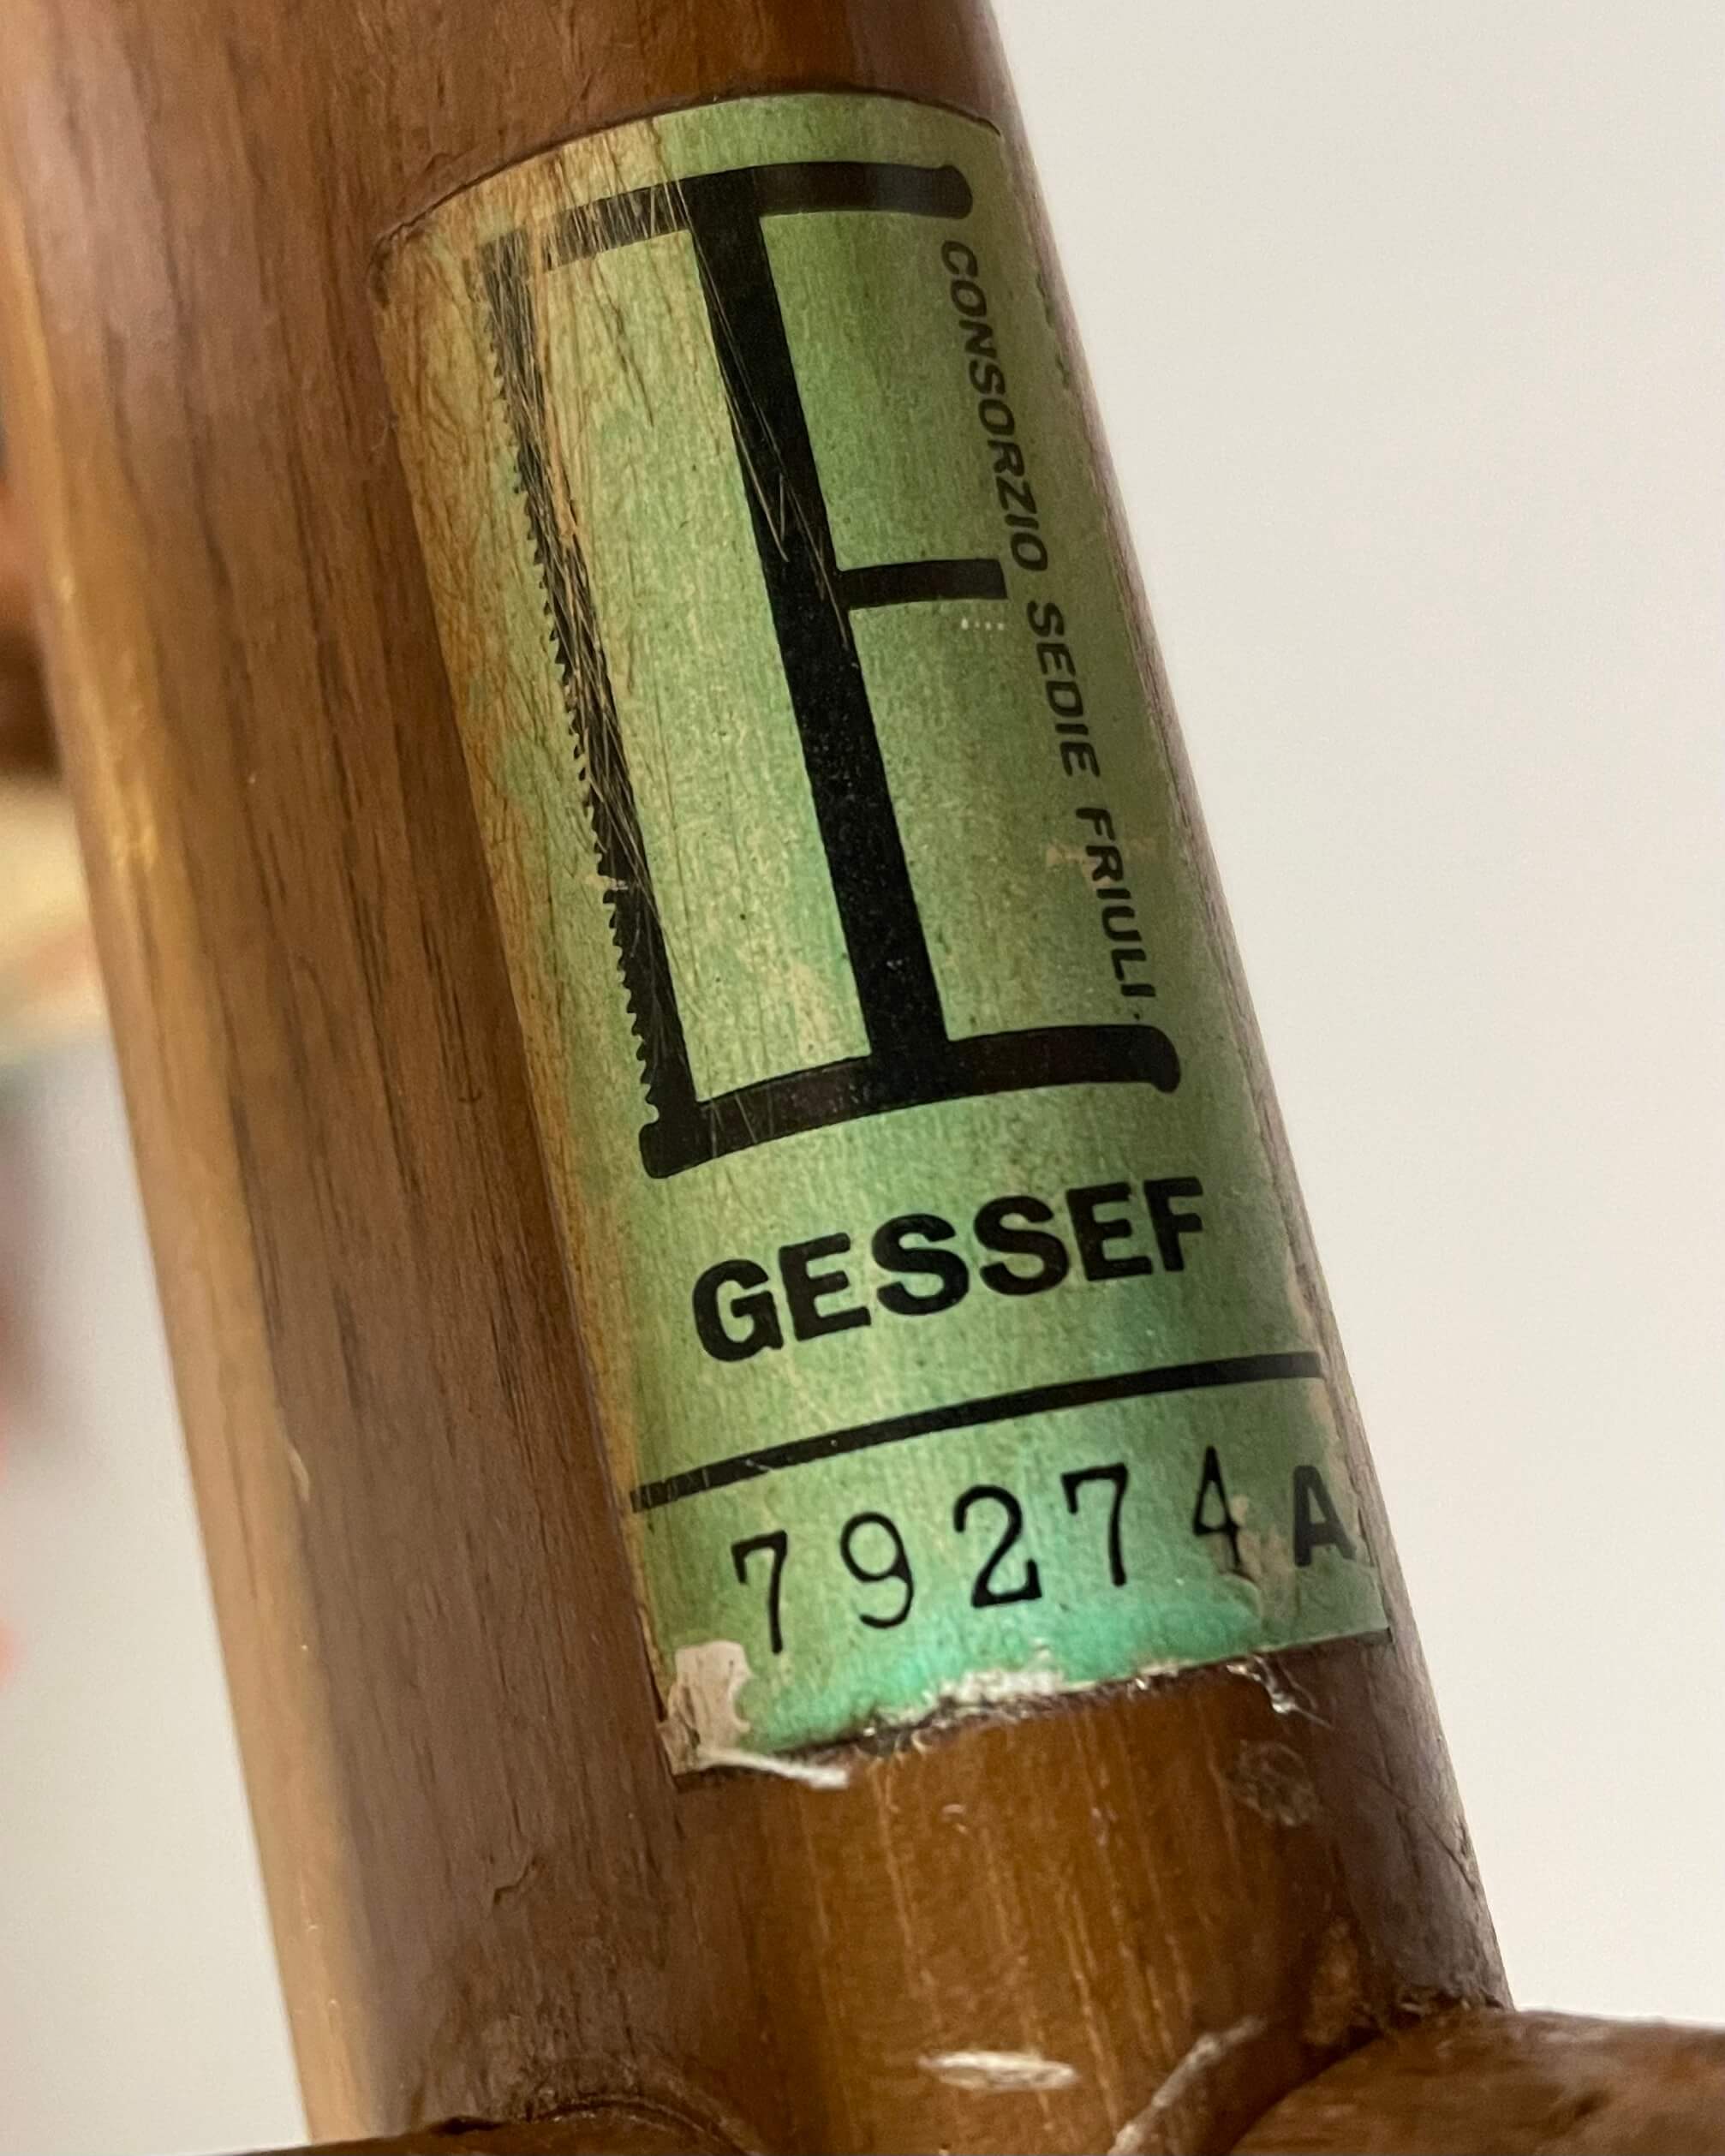 CONSORZIO SEDIE FRIULI
GESSEF
79274 A